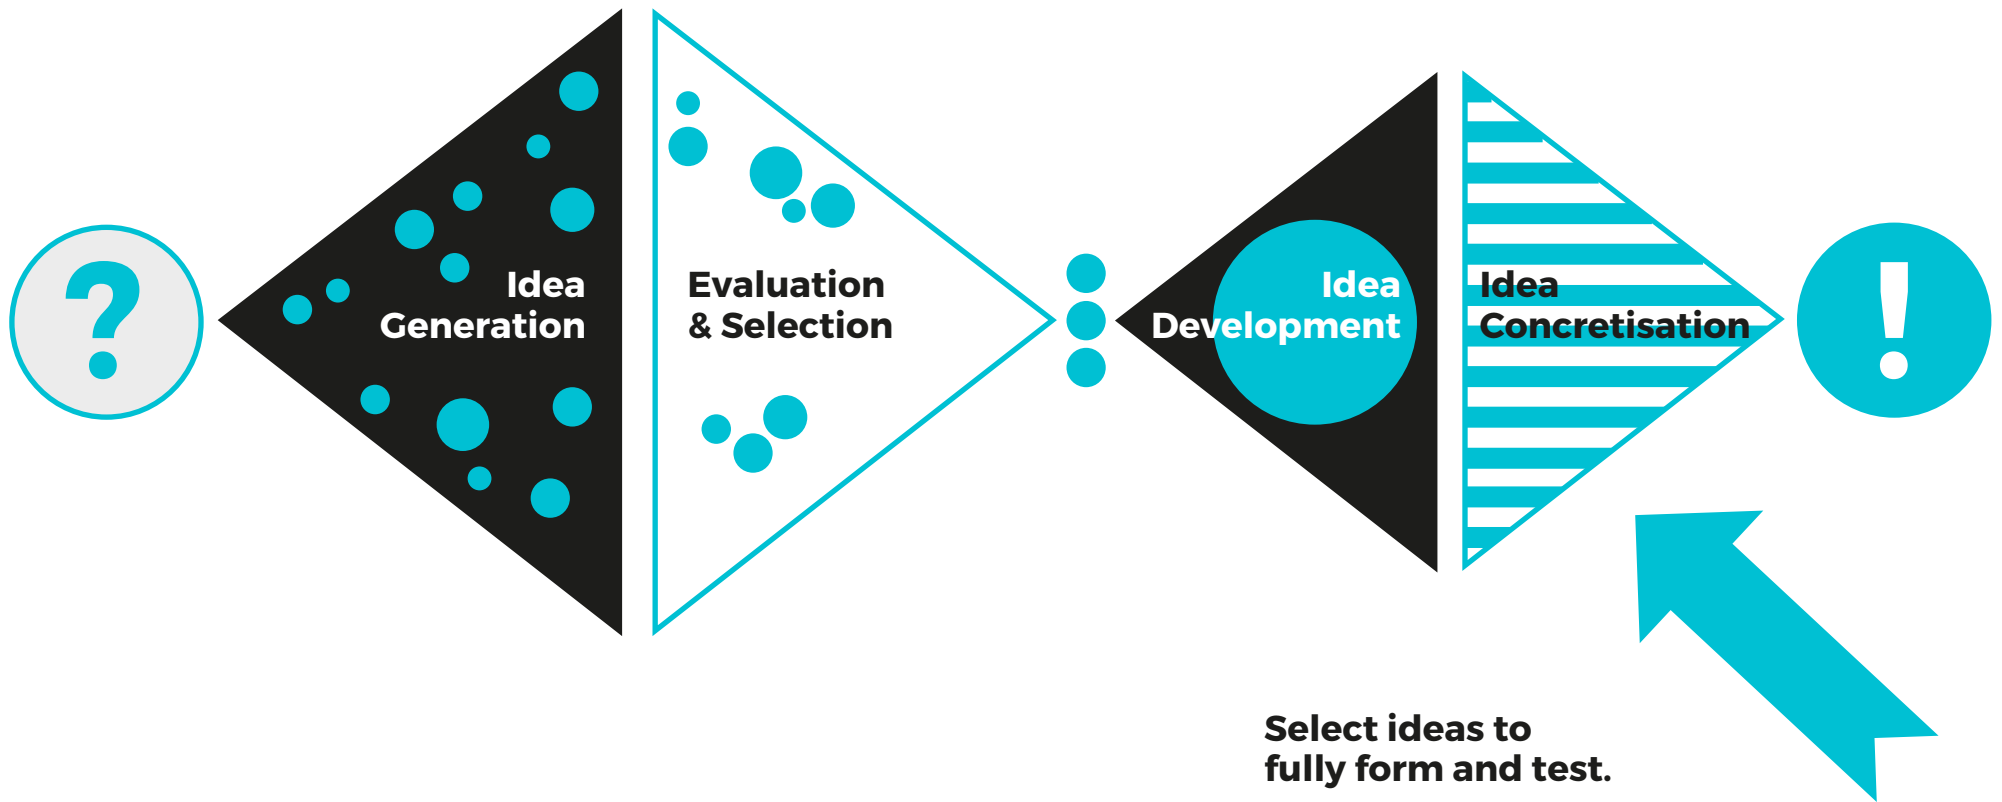 ?
Idea
Generation
Evaluation
& Selection
Idea
Development
Idea
Concretisation
!
Select ideas to
fully form and test.